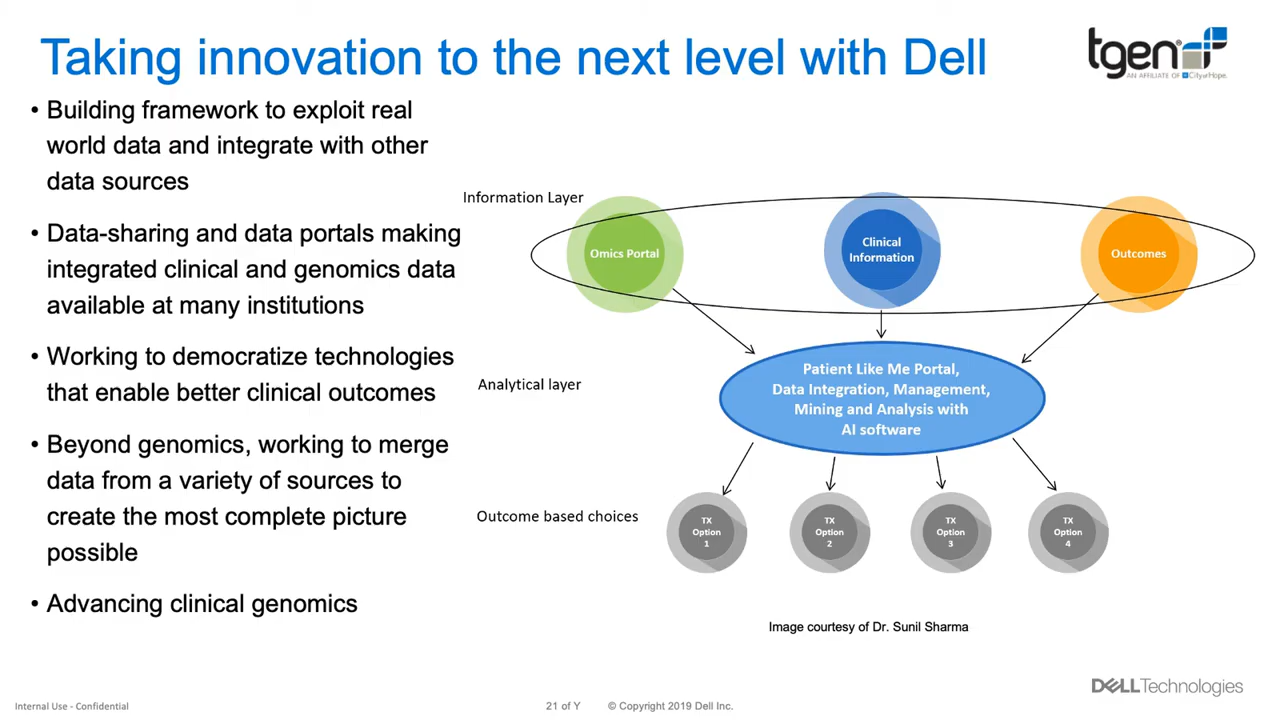 Taking innovation to the next level with Dell
tgen
AN AFFILIATE OF CityofHope.
• Building framework to exploit real
world data and integrate with other
data sources
• Data-sharing and data portals making
integrated clinical and genomics data
available at many institutions
• Working to democratize technologies
that enable better clinical outcomes
• Beyond genomics, working to merge
data from a variety of sources to
create the most complete picture
possible
• Advancing clinical genomics
Information Layer
Omics Portal
Clinical
Information
Outcomes
Analytical layer
Patient Like Me Portal,
Data Integration, Management,
Mining and Analysis with
AI software
Outcome based choices
TX
Option
1
TX
Option
2
TX
Option
3
TX
Option
4
Image courtesy of Dr. Sunil Sharma
Internal Use - Confidential
21 of Y
© Copyright 2019 Dell Inc.
DELLTechnologies